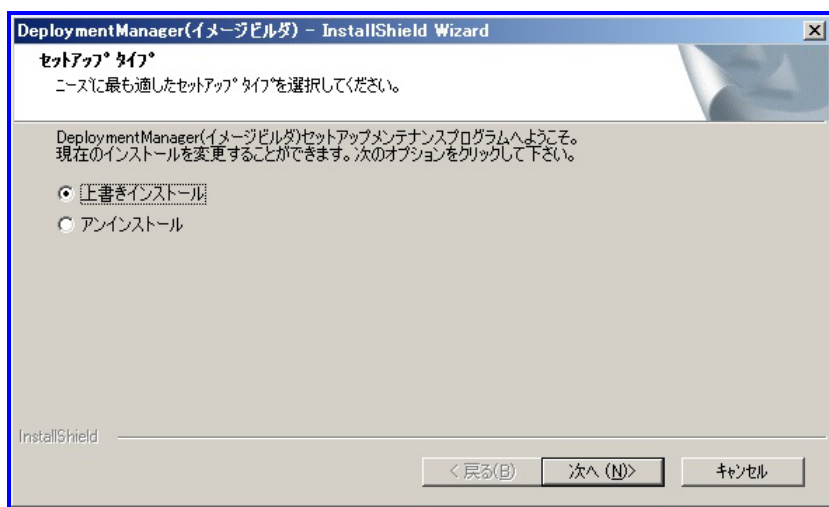 DeploymentManager(イメージビルダ) - InstallShield Wizard
セットアップ タイプ
ニーズに最も適したセットアップ タイプを選択してください。
DeploymentManager(イメージビルダ)セットアップメンテナンスプログラムへようこそ。
現在のインストールを変更することができます。次のオプションをクリックして下さい。
上書きインストール
アンインストール
InstallShield
< 戻る(B)
次へ (N)>
キャンセル